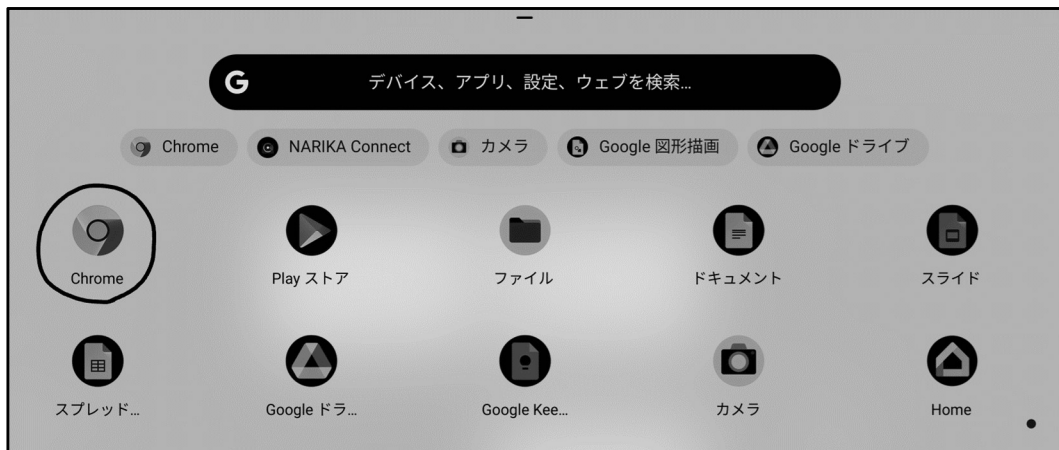 デバイス、アプリ、設定、ウェブを検索...
Chrome NARIKA Connect カメラ Google 図形描画 Google ドライブ
Chrome Play ストア ファイル ドキュメント スライド
スプレッド... Google ドラ... Google Kee... カメラ Home